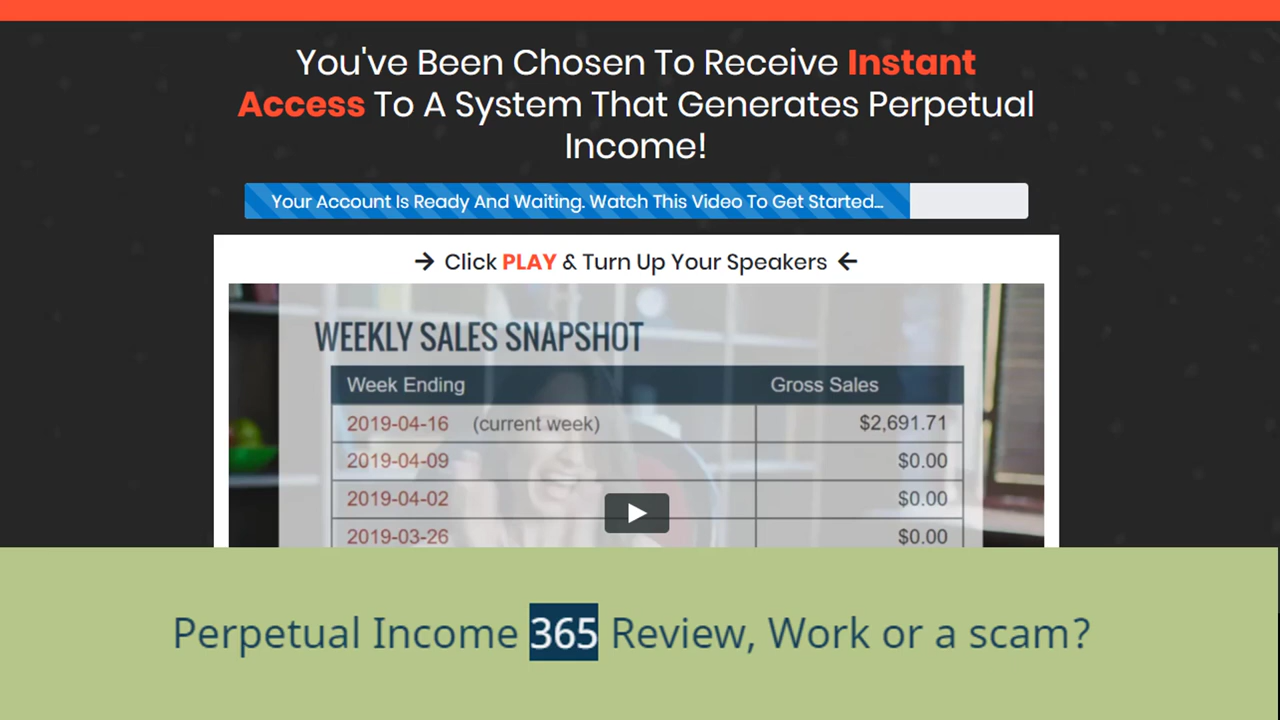 You've Been Chosen To Receive Instant
Access To A System That Generates Perpetual
Income!
Your Account Is Ready And Waiting. Watch This Video To Get Started...
→ Click PLAY & Turn Up Your Speakers ←
WEEKLY SALES SNAPSHOT
Week Ending Gross Sales
2019-04-16 (current week) $2,691.71
2019-04-09 $0.00
2019-04-02 $0.00
2019-03-26 $0.00
Perpetual Income 365 Review, Work or a scam?